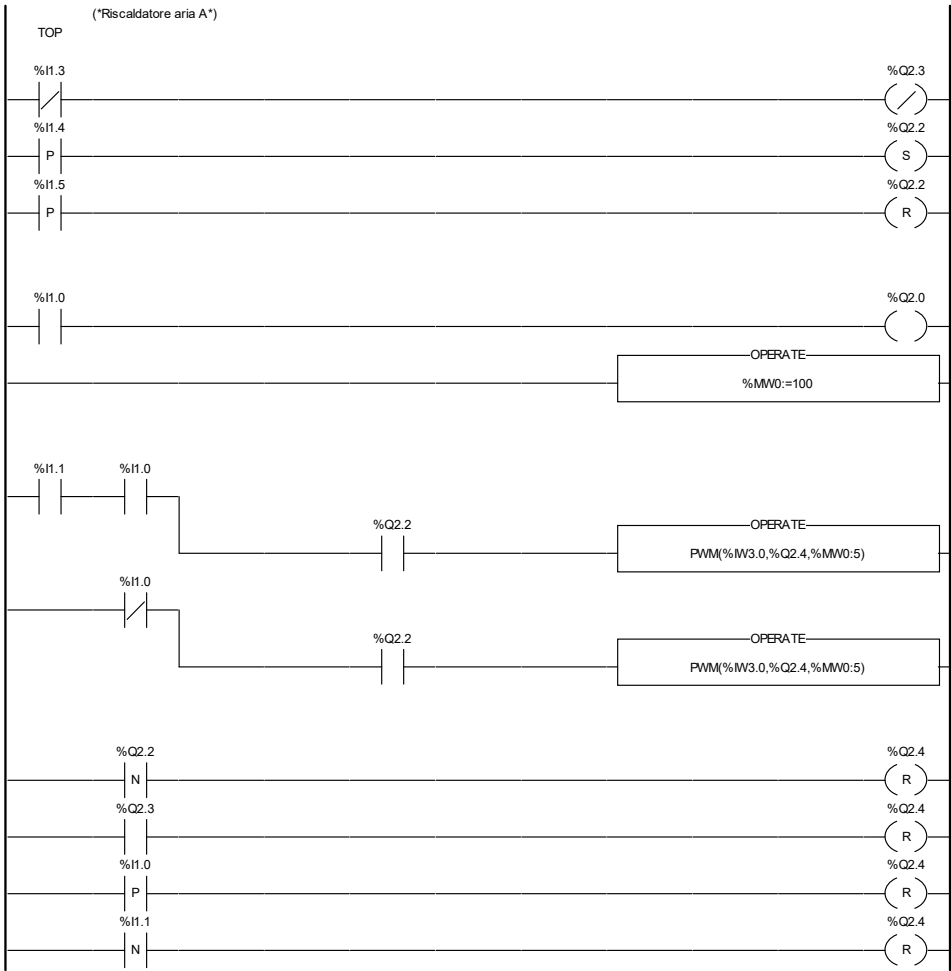 (*Riscaldatore aria A*)
TOP
%I1.3 %Q2.3
%I1.4 %Q2.2
P S
%I1.5 %Q2.2
P R
%I1.0 %Q2.0
OPERATE
%MW0:=100
%I1.1 %I1.0
%Q2.2 OPERATE
PWM(%IW3.0,%Q2.4,%MW0:5)
%I1.0
%Q2.2 OPERATE
PWM(%IW3.0,%Q2.4,%MW0:5)
%Q2.2 %Q2.4
N R
%Q2.3 %Q2.4
R
%I1.0 %Q2.4
P R
%I1.1 %Q2.4
N R